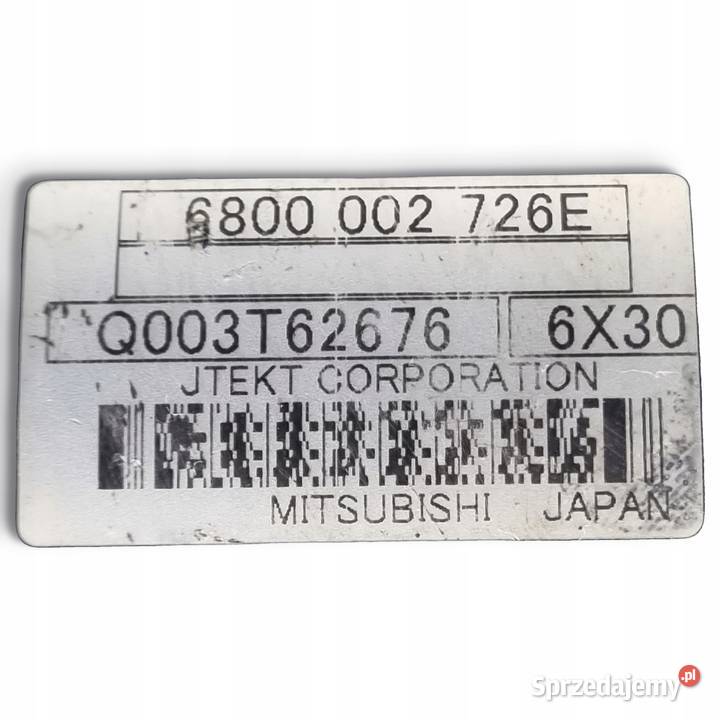 6800 002 726E
Q003T62676 6X30
JTEKT CORPORATION
MITSUBISHI JAPAN
Sprzedajemy.pl